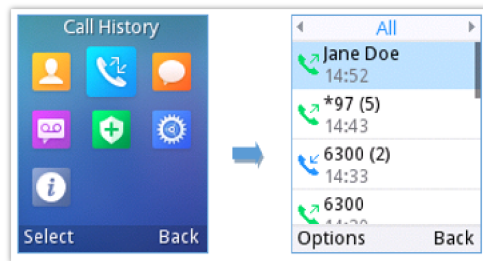 Call History
Select Back
All
Jane Doe
14:52
*97 (5)
14:43
6300 (2)
14:33
6300
Options Back